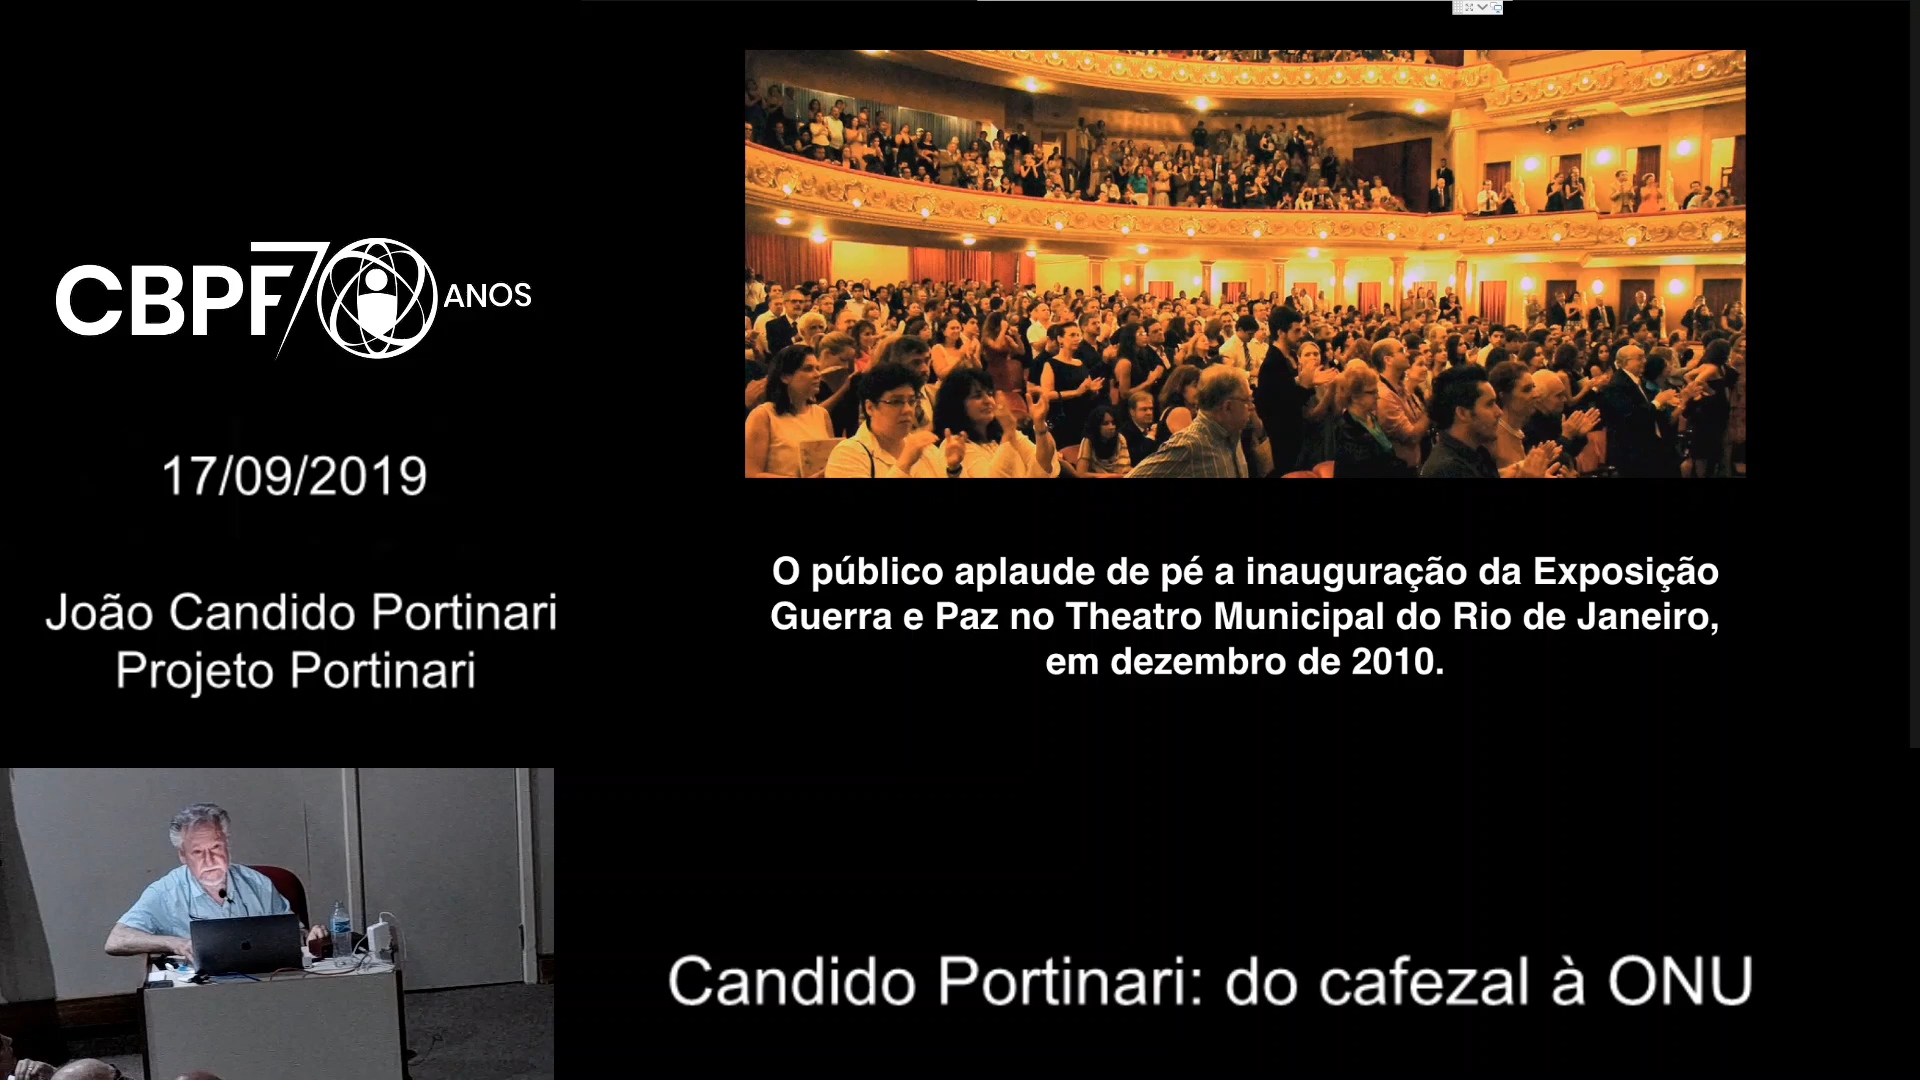 CBPF 70 ANOS
17/09/2019
João Candido Portinari
Projeto Portinari
O público aplaude de pé a inauguração da Exposição
Guerra e Paz no Theatro Municipal do Rio de Janeiro,
em dezembro de 2010.
Candido Portinari: do cafezal à ONU